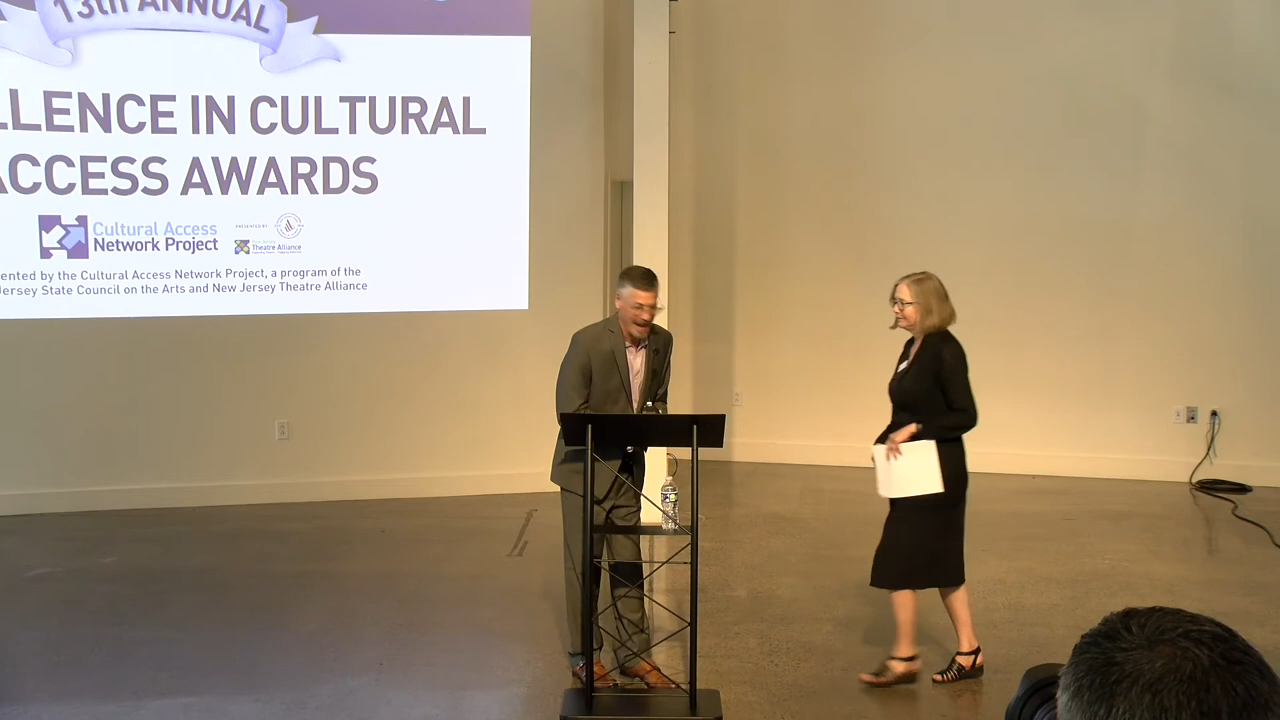 13th ANNUAL
LLENCE IN CULTURAL
ACCESS AWARDS
Cultural Access
Network Project
PRESENTED BY
Theatre Alliance
ented by the Cultural Access Network Project, a program of the
ersey State Council on the Arts and New Jersey Theatre Alliance